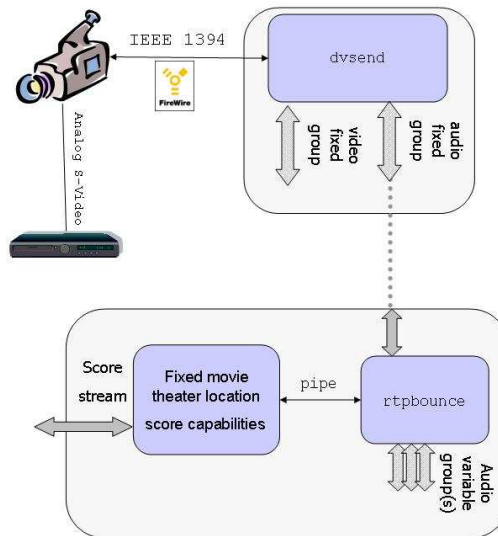 IEEE 1394
FireWire
dvsend
Analog S-Video
video
fixed
group
audio
fixed
group
Score
stream
Fixed movie
theater location
score capabilities
pipe
rtpbounce
Audio
variable
group(s)